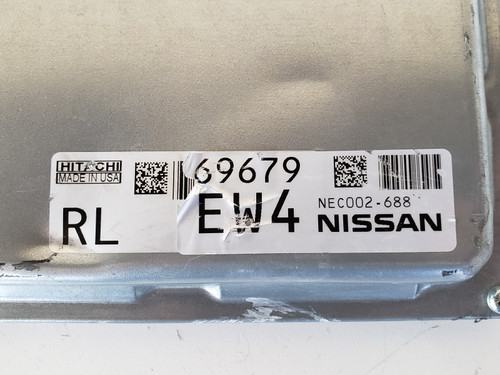 HITACHI
MADE IN USA
69679
RL
EW4
NEC002-688
NISSAN